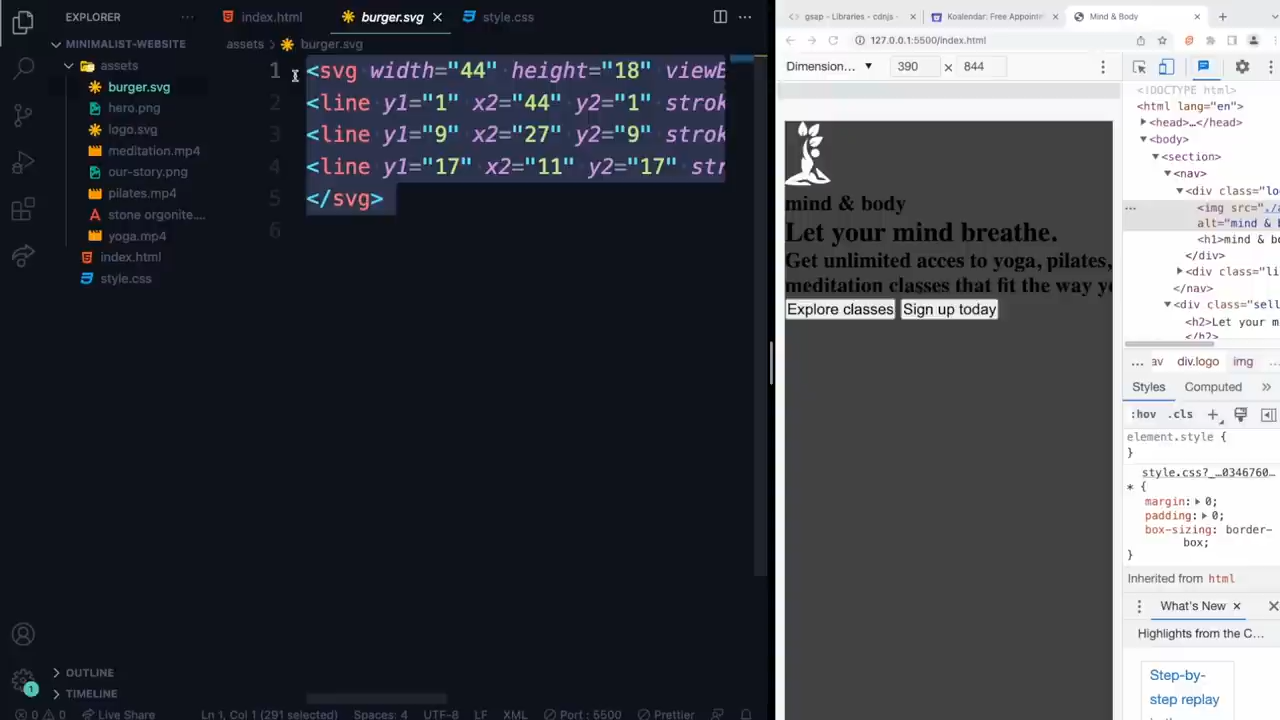 EXPLORER
MINIMALIST-WEBSITE
assets
burger.svg
hero.png
logo.svg
meditation.mp4
our-story.png
pilates.mp4
stone orgonite....
yoga.mp4
index.html
style.css
OUTLINE
TIMELINE
index.html
burger.svg
style.css
assets
burger.svg
1 <svg width="44" height="18" viewB
2 <line y1="1" x2="44" y2="1" strok
3 <line y1="9" x2="27" y2="9" strok
4 <line y1="17" x2="11" y2="17" str
5 </svg>
6
1
0 0
Live Share
Ln 1, Col 1 (291 selected)
Spaces: 4
UTF-8
LF
XML
Port : 5500
Prettier
gsap - Libraries - cdnjs -
Koalendar: Free Appointm
Mind & Body
127.0.0.1:5500/index.html
Dimension... 390 × 844
mind & body
Let your mind breathe.
Get unlimited acces to yoga, pilates,
meditation classes that fit the way yo
Explore classes
Sign up today
<!DOCTYPE html>
<html lang="en">
<head>…</head>
<body>
<section>
<nav>
<div class="lo
<img src="./a
alt="mind & b
<h1>mind & b
</div>
<div class="li
</nav>
<div class="sell
<h2>Let your m
</h2>
... av div.logo img
Styles
Computed
:hov .cls
element.style {
}
style.css?_…0346760…
* {
margin: 0;
padding: 0;
box-sizing: border-
box;
}
Inherited from html
What's New
Highlights from the C…
Step-by-
step replay